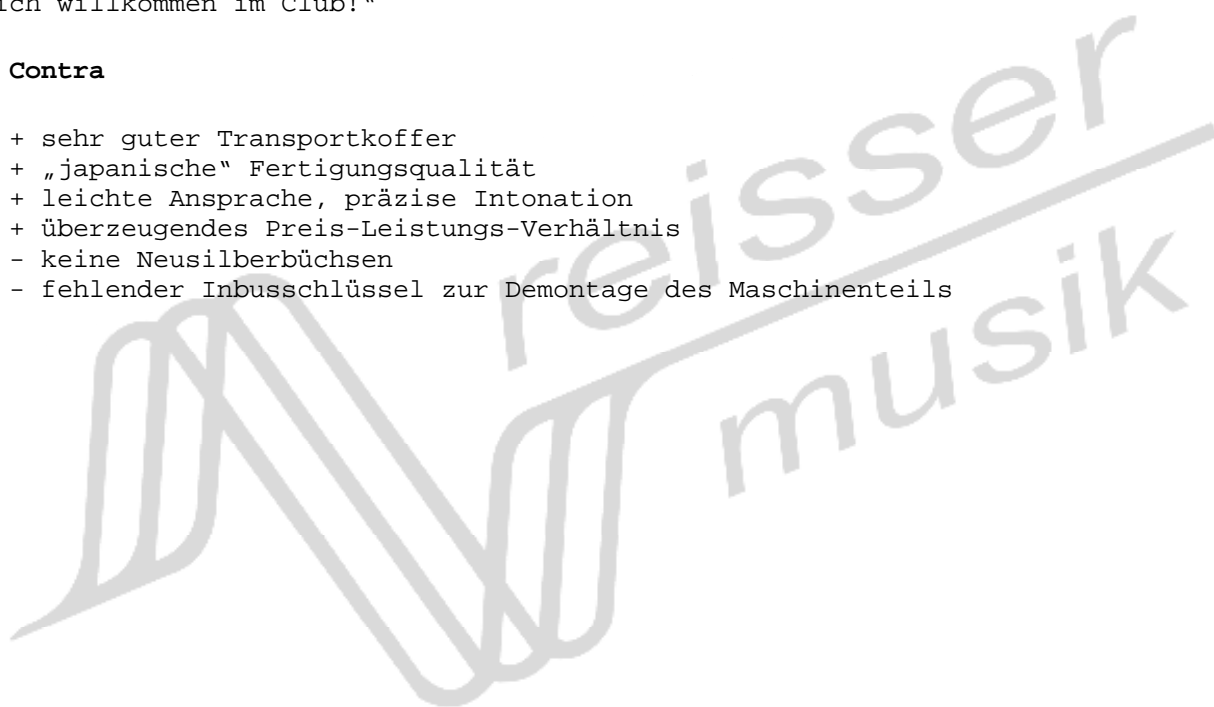 ich willkommen im Club!“
Contra
+ sehr guter Transportkoffer
+ „japanische“ Fertigungsqualität
+ leichte Ansprache, präzise Intonation
+ überzeugendes Preis-Leistungs-Verhältnis
- keine Neusilberbüchsen
- fehlender Inbusschlüssel zur Demontage des Maschinenteils
reisser
musik